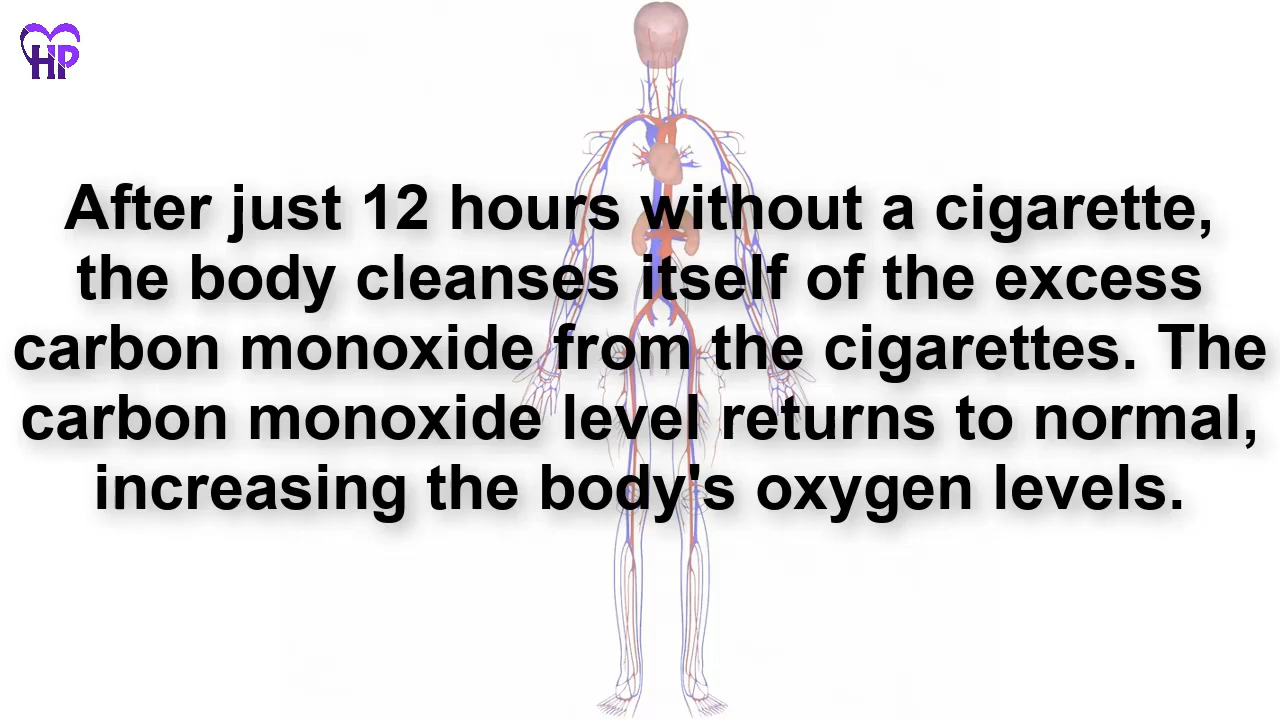 HP
After just 12 hours without a cigarette,
the body cleanses itself of the excess
carbon monoxide from the cigarettes. The
carbon monoxide level returns to normal,
increasing the body's oxygen levels.